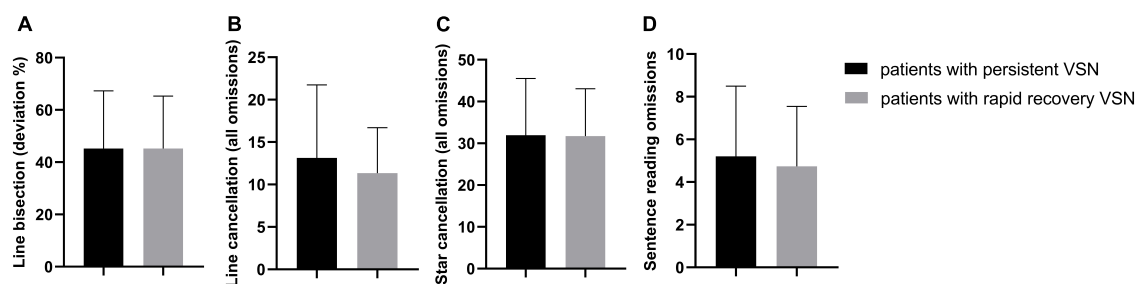 A
Line bisection (deviation %)
80
60
40
20
0
B
Line cancellation (all omissions)
25
20
15
10
5
0
C
Star cancellation (all omissions)
50
40
30
20
10
0
D
Sentence reading omissions
10
8
6
4
2
0
patients with persistent VSN
patients with rapid recovery VSN